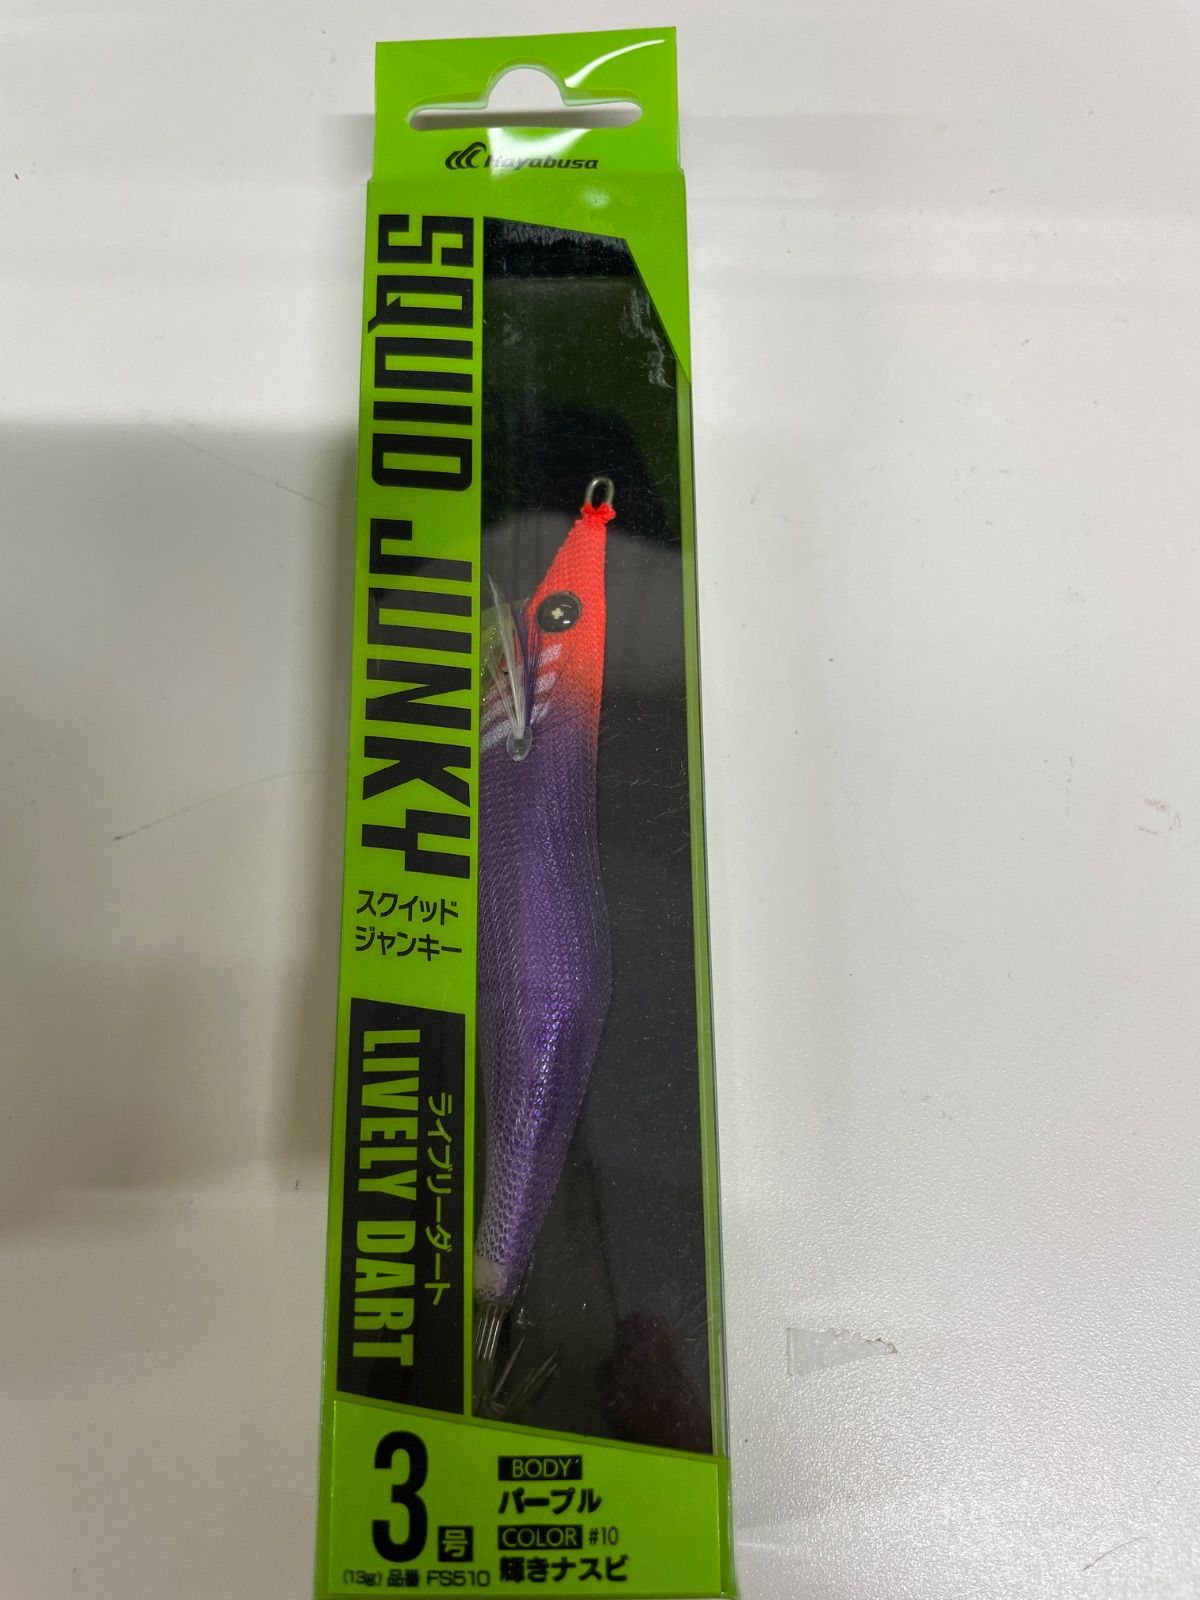 Hayabusa
SQUID JUNKY
スクイッド
ジャンキー
LIVELY DART
ライブリーダート
3号
(13g) 品番 FS510
BODY
パープル
COLOR #10
輝きナスビ